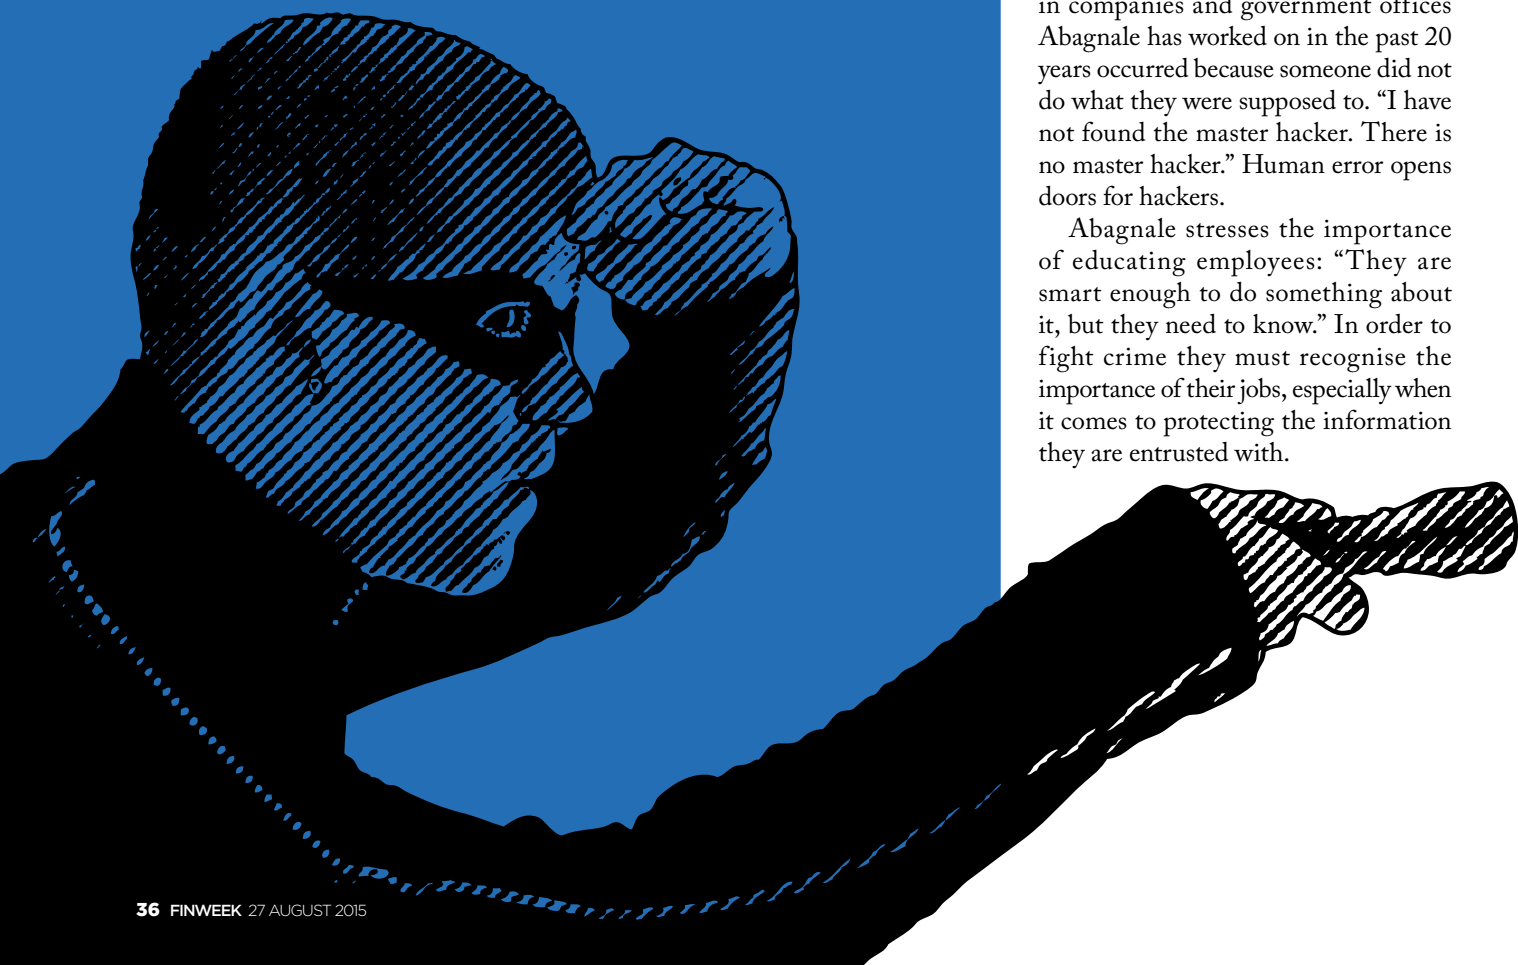 in companies and government offices
Abagnale has worked on in the past 20
years occurred because someone did not
do what they were supposed to. “I have
not found the master hacker. There is
no master hacker.” Human error opens
doors for hackers.
Abagnale stresses the importance
of educating employees: “They are
smart enough to do something about
it, but they need to know.” In order to
fight crime they must recognise the
importance of their jobs, especially when
it comes to protecting the information
they are entrusted with.
36 FINWEEK 27 AUGUST 2015